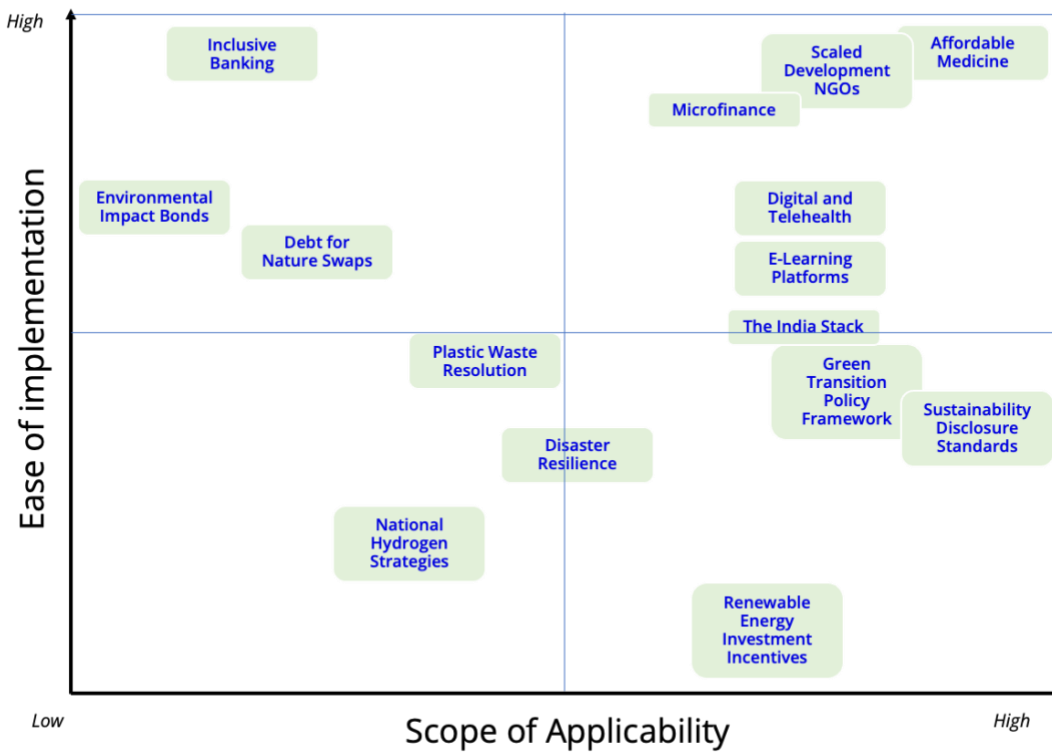 High
Inclusive
Banking
Scaled
Development
NGOs
Affordable
Medicine
Microfinance
Environmental
Impact Bonds
Debt for
Nature Swaps
Digital and
Telehealth
E-Learning
Platforms
The India Stack
Plastic Waste
Resolution
Green
Transition
Policy
Framework
Sustainability
Disclosure
Standards
Disaster
Resilience
National
Hydrogen
Strategies
Renewable
Energy
Investment
Incentives
Ease of implementation
Low
Scope of Applicability
High